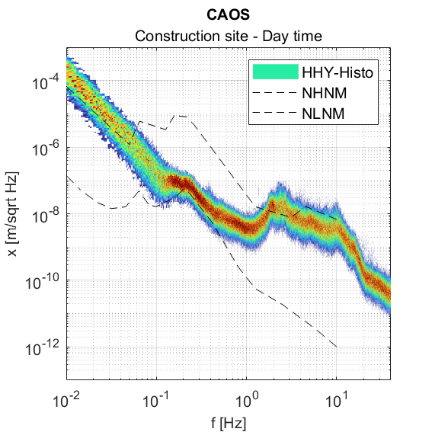 CAOS
Construction site - Day time
HHY-Histo
NHNM
NLNM
10^-4
10^-6
10^-8
10^-10
10^-12
x [m/sqrt Hz]
10^-2
10^-1
10^0
10^1
f [Hz]